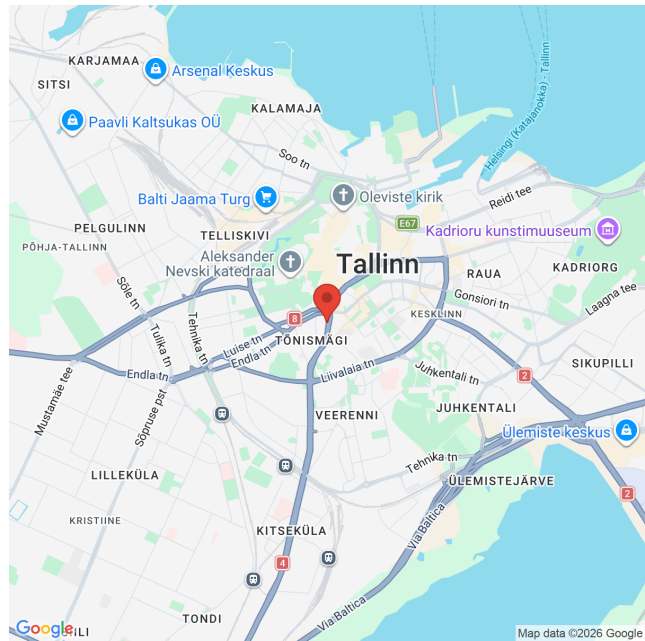 KARJAMAA
Arsenal Keskus
SITSI
KALAMAJA
Paavli Kaltsukas OÜ
Helsingi (Katajanokka) - Tallinn
Soo tn
Balti Jaama Turg
Oleviste kirik
Reidi tee
E67
PELGULINN
TELLISKIVI
Kadrioru kunstimuuseum
PÕHJA-TALLINN
Aleksander
Nevski katedraal
Tallinn
RAUA
KADRIORG
Sõle tn
Gonsiori tn
Laagna tee
8
KESKLINN
Tulika tn
Tehnika tn
Luise tn
Endla tn
TÕNISMÄGI
SIKUPILLI
Endla tn
Liivalaia tn
Juhkentali tn
2
Mustamäe tee
Sõpruse pst
VEERENNI
JUHKENTALI
Ülemiste keskus
Tehnika tn
LILLEKÜLA
ÜLEMISTEJÄRVE
2
KRISTIINE
KITSEKÜLA
Via Baltica
4
TONDI
Via Baltica
Google
Map data ©2026 Google